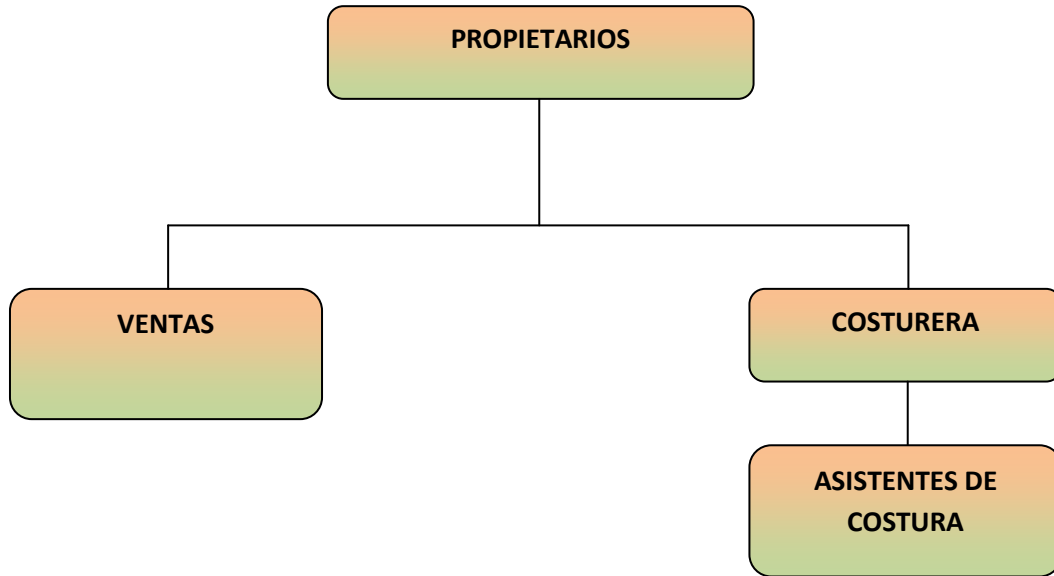 PROPIETARIOS
VENTAS
COSTURERA
ASISTENTES DE
COSTURA